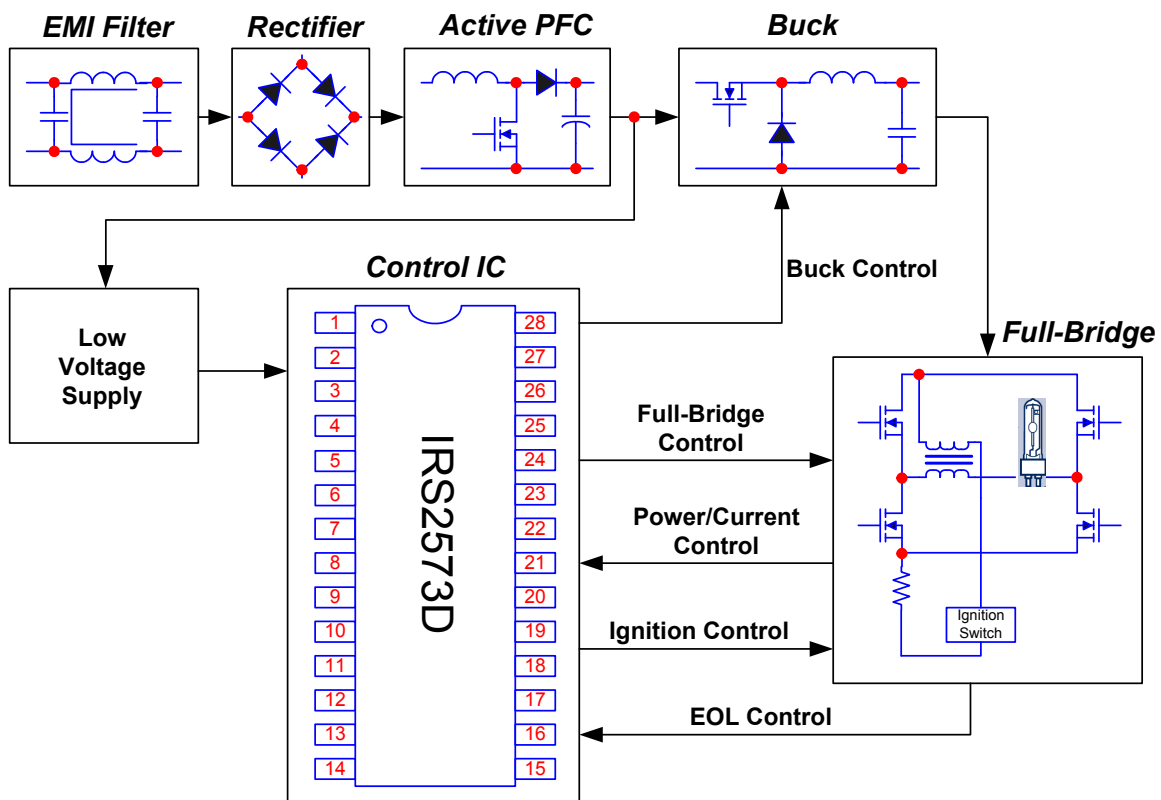 EMI Filter
Rectifier
Active PFC
Buck
Control IC
Buck Control
Low
Voltage
Supply
Full-Bridge
1
2
3
4
5
6
7
8
9
10
11
12
13
14
IRS2573D
28
27
26
25
24
23
22
21
20
19
18
17
16
15
Full-Bridge
Control
Power/Current
Control
Ignition Control
EOL Control
Ignition
Switch